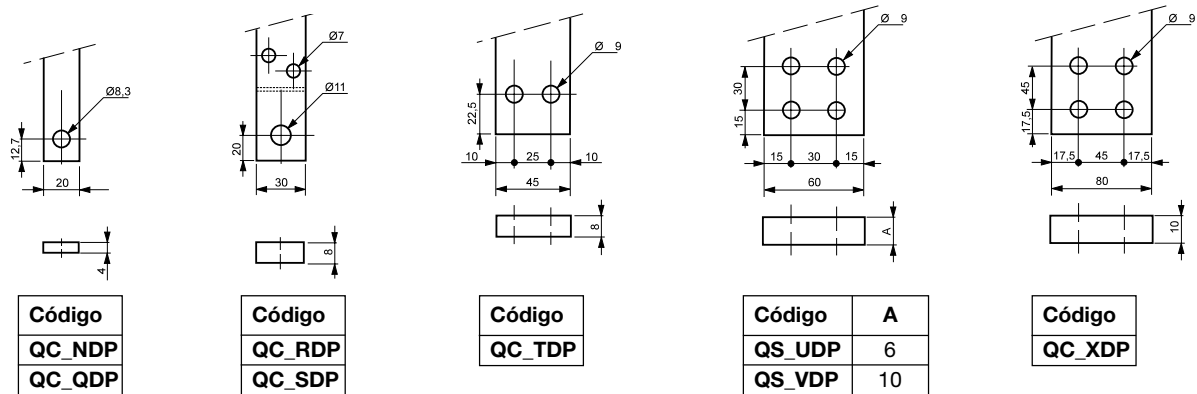 Ø8,3
12,7
20
4
Código
QC_NDP
QC_QDP
Ø7
Ø11
20
30
8
Código
QC_RDP
QC_SDP
Ø 9
22,5
10 25 10
45
8
Código
QC_TDP
Ø 9
30
15
15 30 15
60
A
Código A
QS_UDP 6
QS_VDP 10
Ø 9
45
17,5
17,5 45 17,5
80
10
Código
QC_XDP